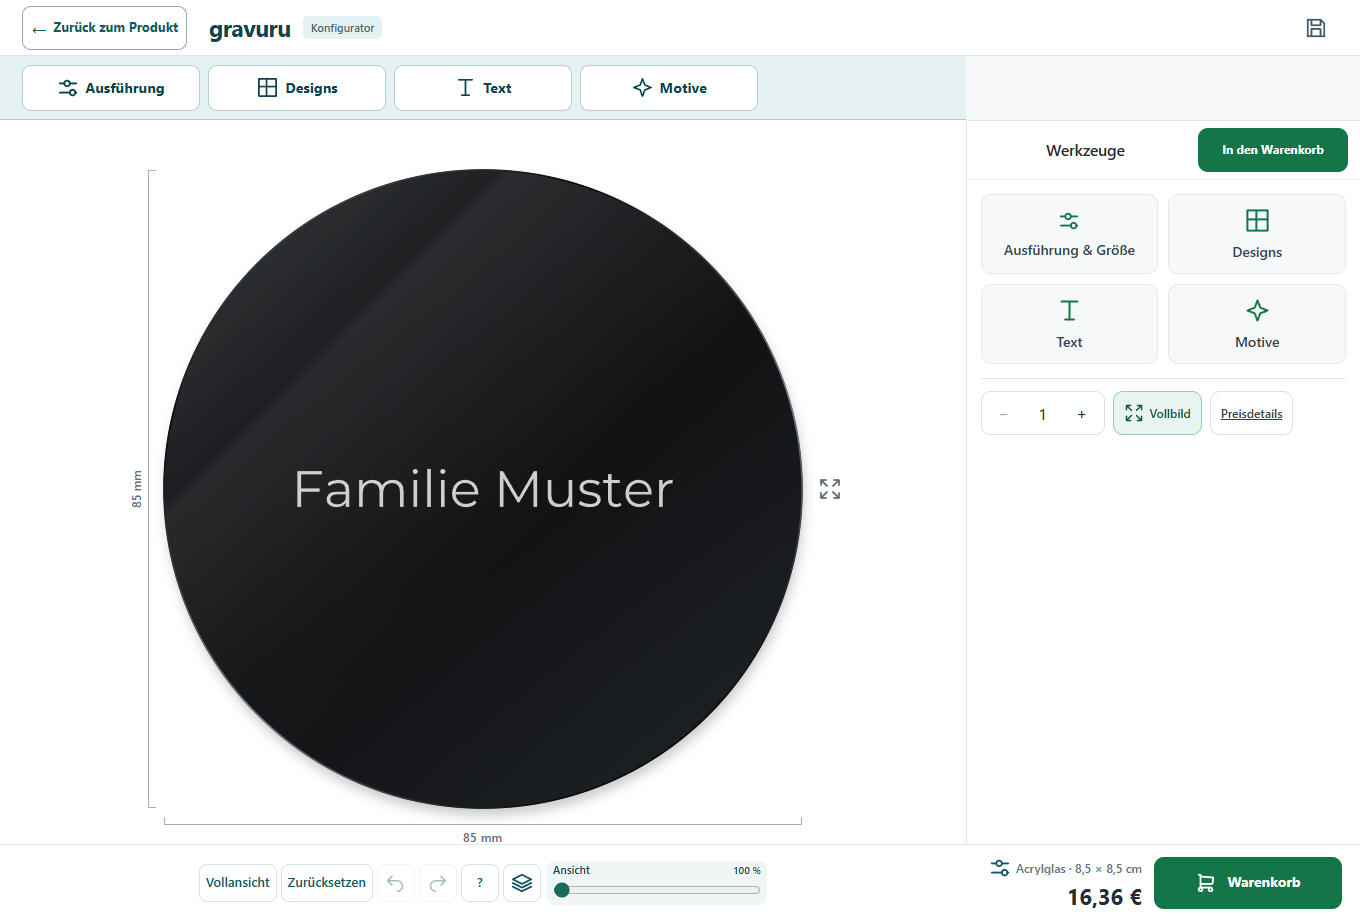 ← Zurück zum Produkt
gravuru
Konfigurator
Ausführung
Designs
Text
Motive
Werkzeuge
In den Warenkorb
Ausführung & Größe
Designs
Text
Motive
− 1 +
Vollbild
Preisdetails
85 mm
Familie Muster
85 mm
Vollansicht
Zurücksetzen
?
Ansicht
100 %
Acrylglas · 8,5 × 8,5 cm
16,36 €
Warenkorb